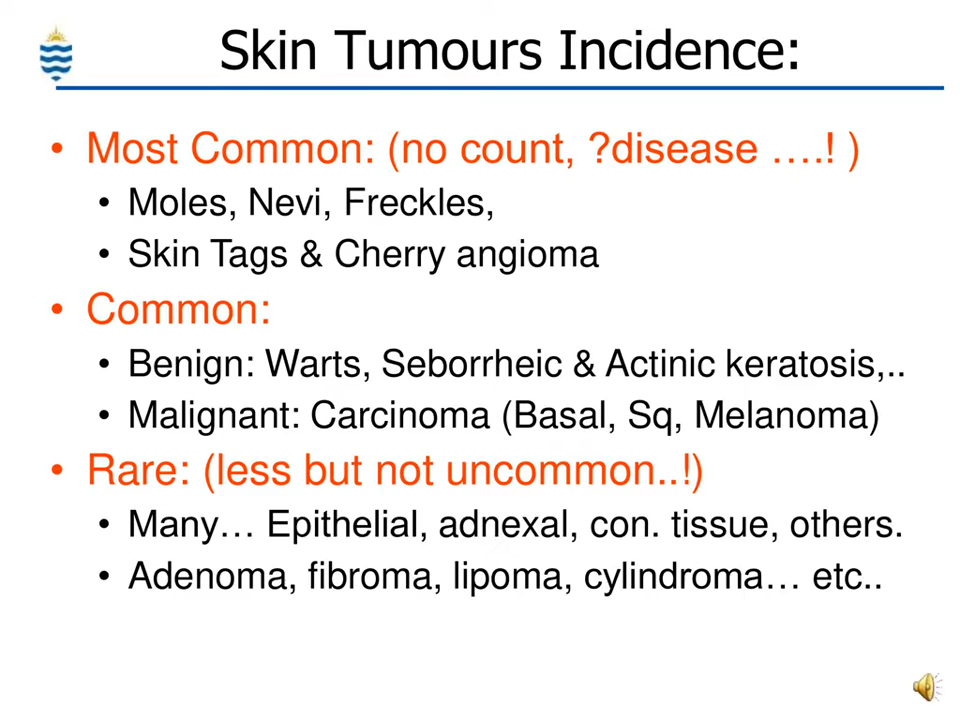 Skin Tumours Incidence:
• Most Common: (no count, ?disease ….! )
• Moles, Nevi, Freckles,
• Skin Tags & Cherry angioma
• Common:
• Benign: Warts, Seborrheic & Actinic keratosis,..
• Malignant: Carcinoma (Basal, Sq, Melanoma)
• Rare: (less but not uncommon..!)
• Many… Epithelial, adnexal, con. tissue, others.
• Adenoma, fibroma, lipoma, cylindroma… etc..